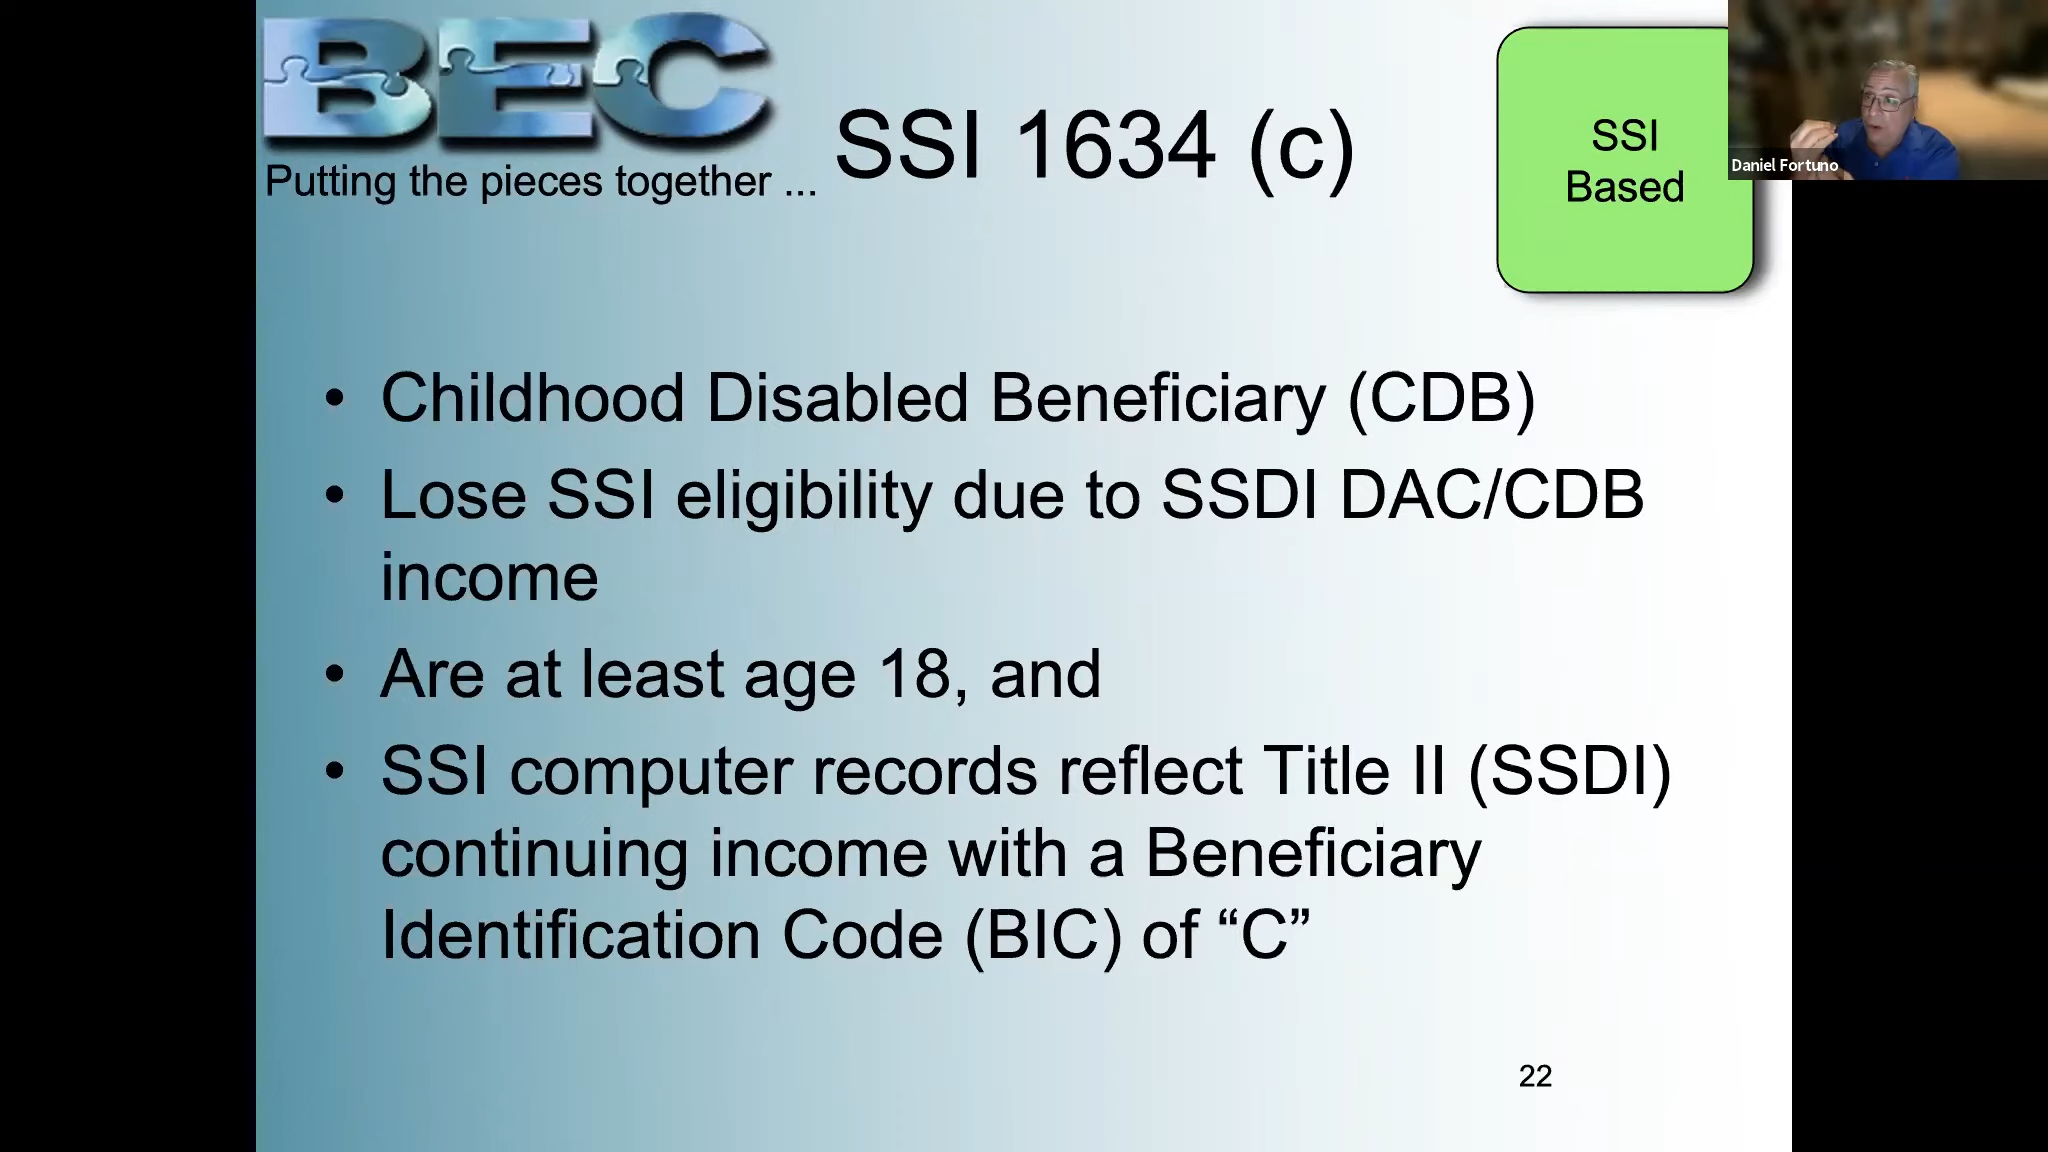 BEC
Putting the pieces together ...
SSI 1634 (c)
SSI
Based
Daniel Fortuno
• Childhood Disabled Beneficiary (CDB)
• Lose SSI eligibility due to SSDI DAC/CDB
income
• Are at least age 18, and
• SSI computer records reflect Title II (SSDI)
continuing income with a Beneficiary
Identification Code (BIC) of “C”
22